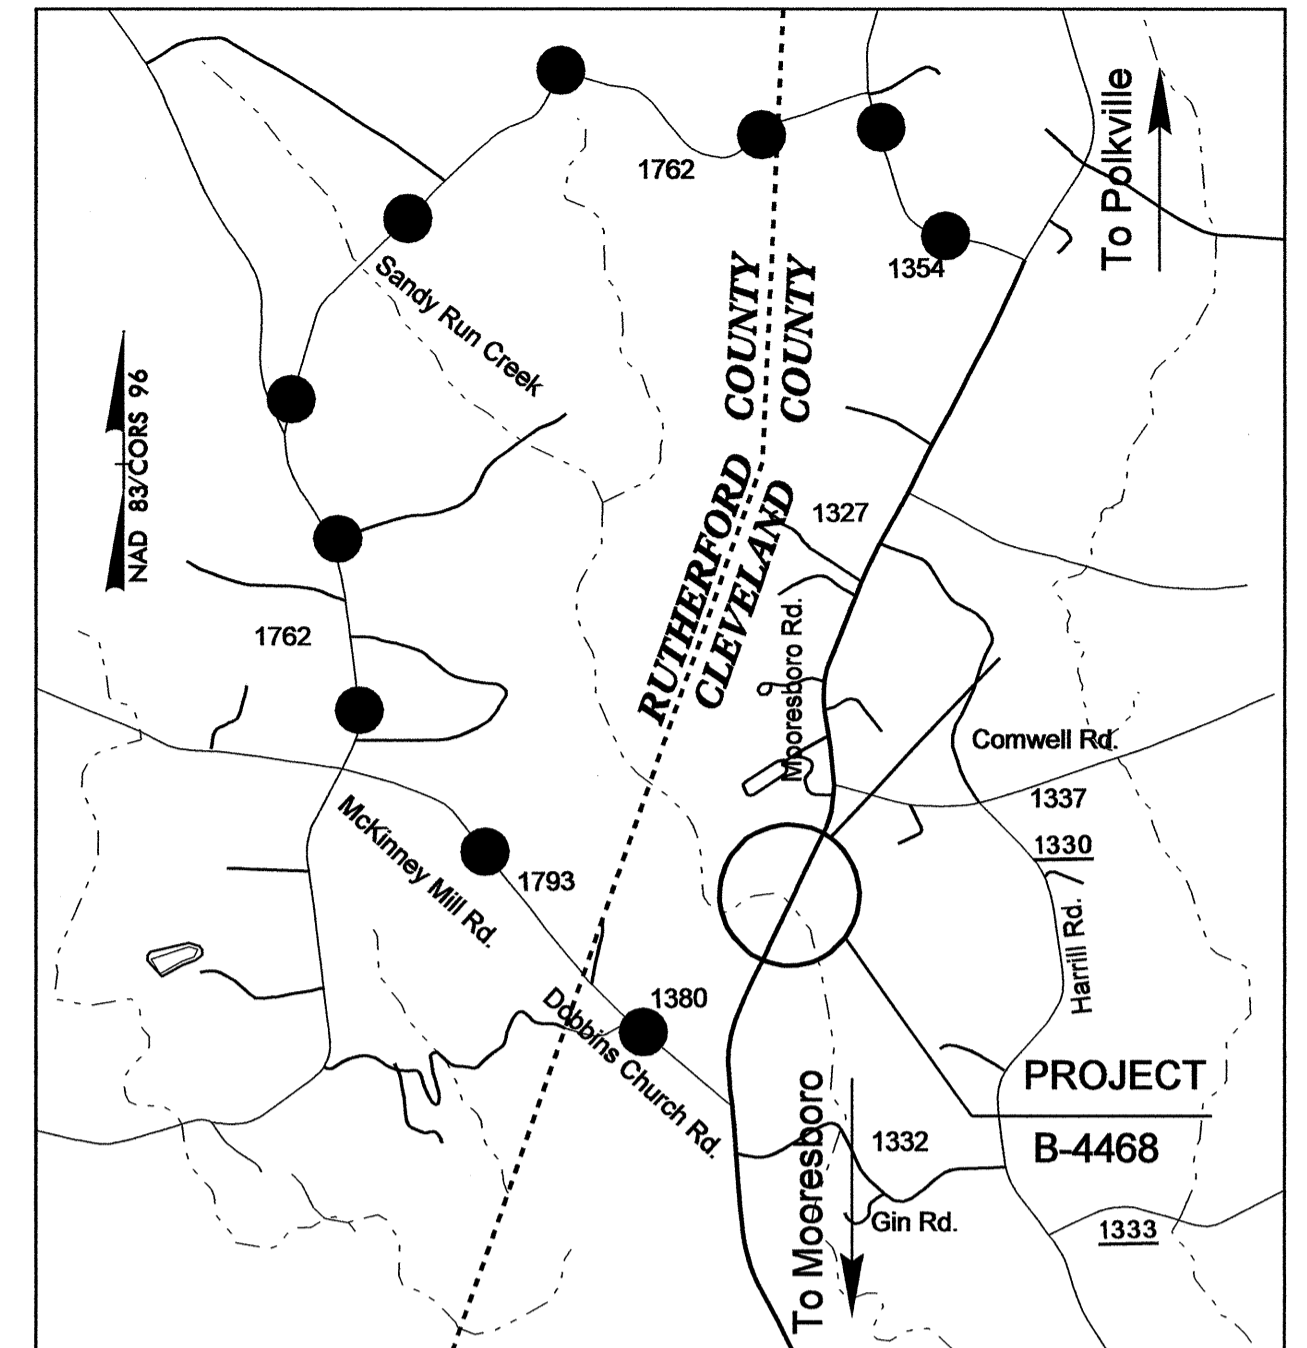 To Polkville
1762
1354
Sandy Run Creek
COUNTY
COUNTY
NAD 83/CORS 96
1327
RUTHERFORD
CLEVELAND
1762
Mooresboro Rd.
Comwell Rd.
1337
1330
McKinney Mill Rd.
1793
Harrill Rd.
1380
Dobbins Church Rd.
PROJECT
B-4468
To Mooresboro
1332
Gin Rd.
1333